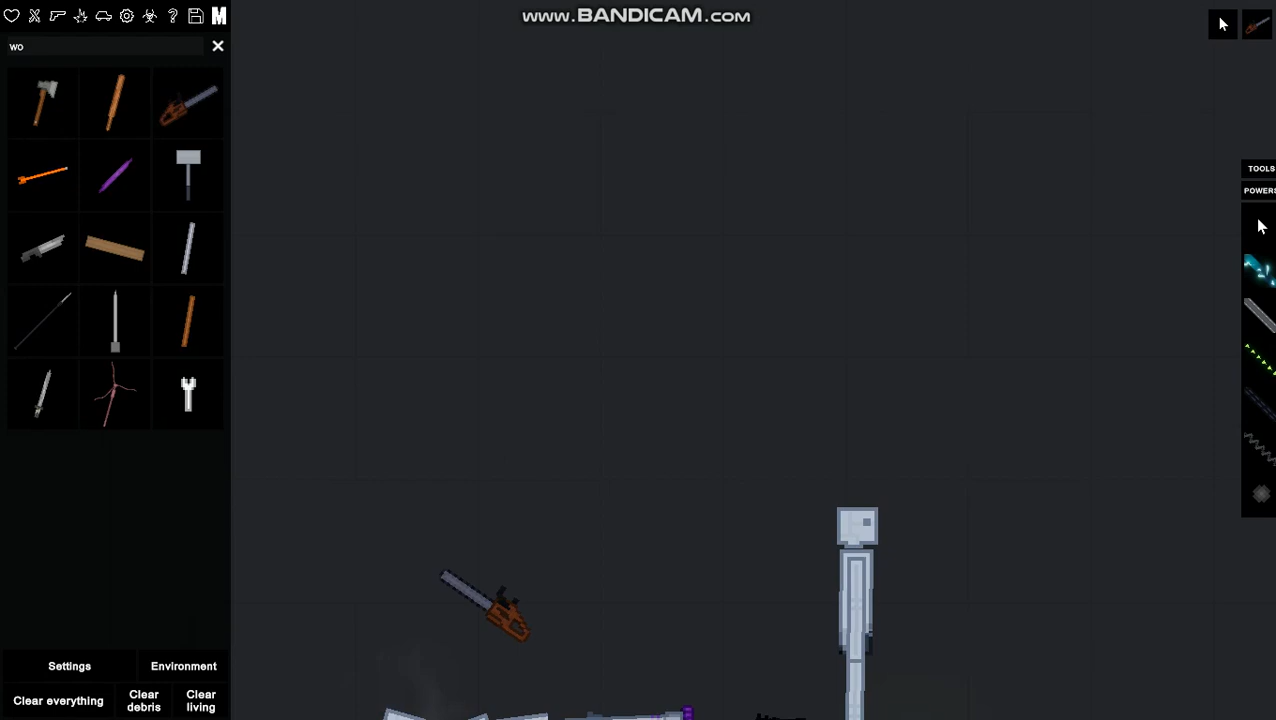 www.BANDICAM.com
wo
TOOLS
POWERS
Settings
Environment
Clear everything
Clear
debris
Clear
living